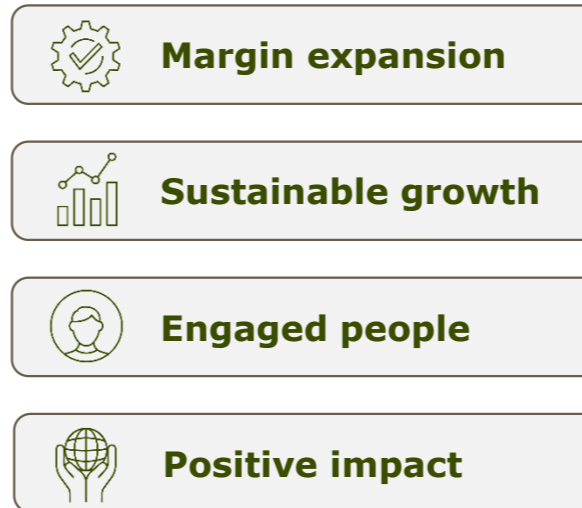 Margin expansion
Sustainable growth
Engaged people
Positive impact